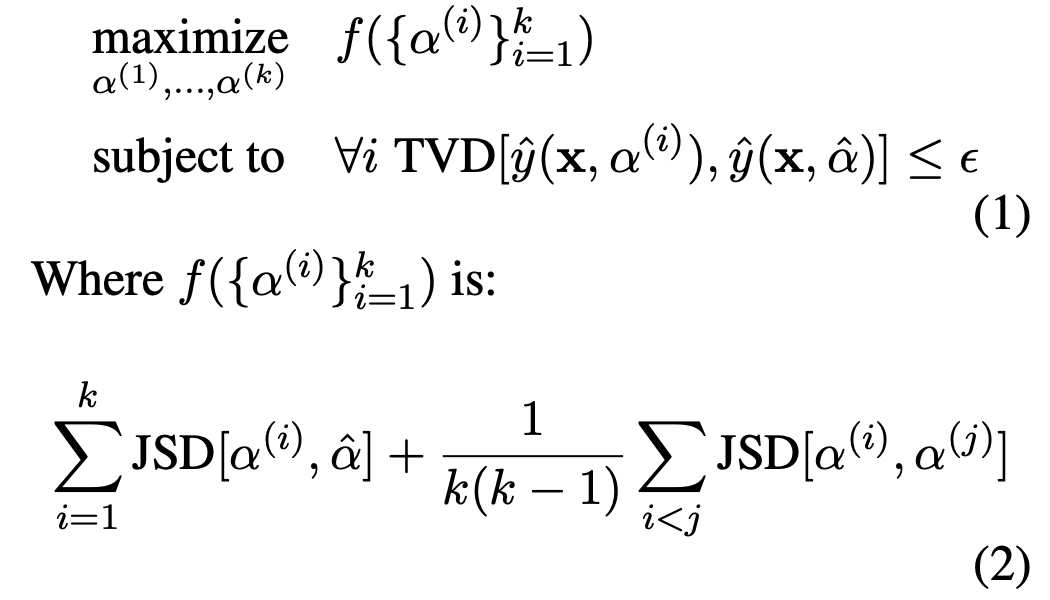 maximize f({α^(i)}_{i=1}^k)
α^(1),...,α^(k)
subject to ∀i TVD[ŷ(x, α^(i)), ŷ(x, α̂)] ≤ ϵ
(1)
Where f({α^(i)}_{i=1}^k) is:
∑_{i=1}^k JSD[α^(i), α̂] + 1/(k(k − 1)) ∑_{i<j} JSD[α^(i), α^(j)]
(2)